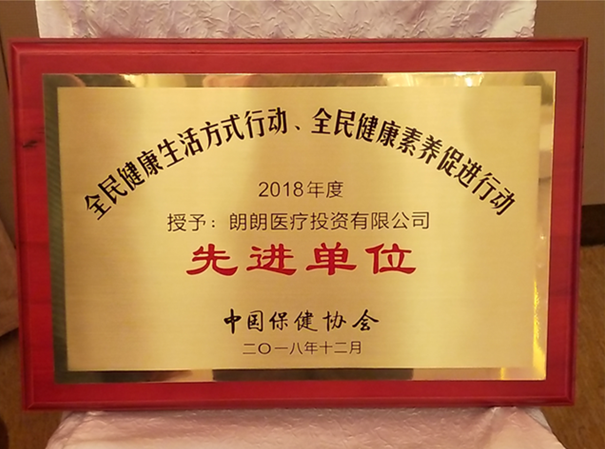 全民健康生活方式行动、全民健康素养促进行动
2018年度
授予：朗朗医疗投资有限公司
先进单位
中国保健协会
二〇一八年十二月